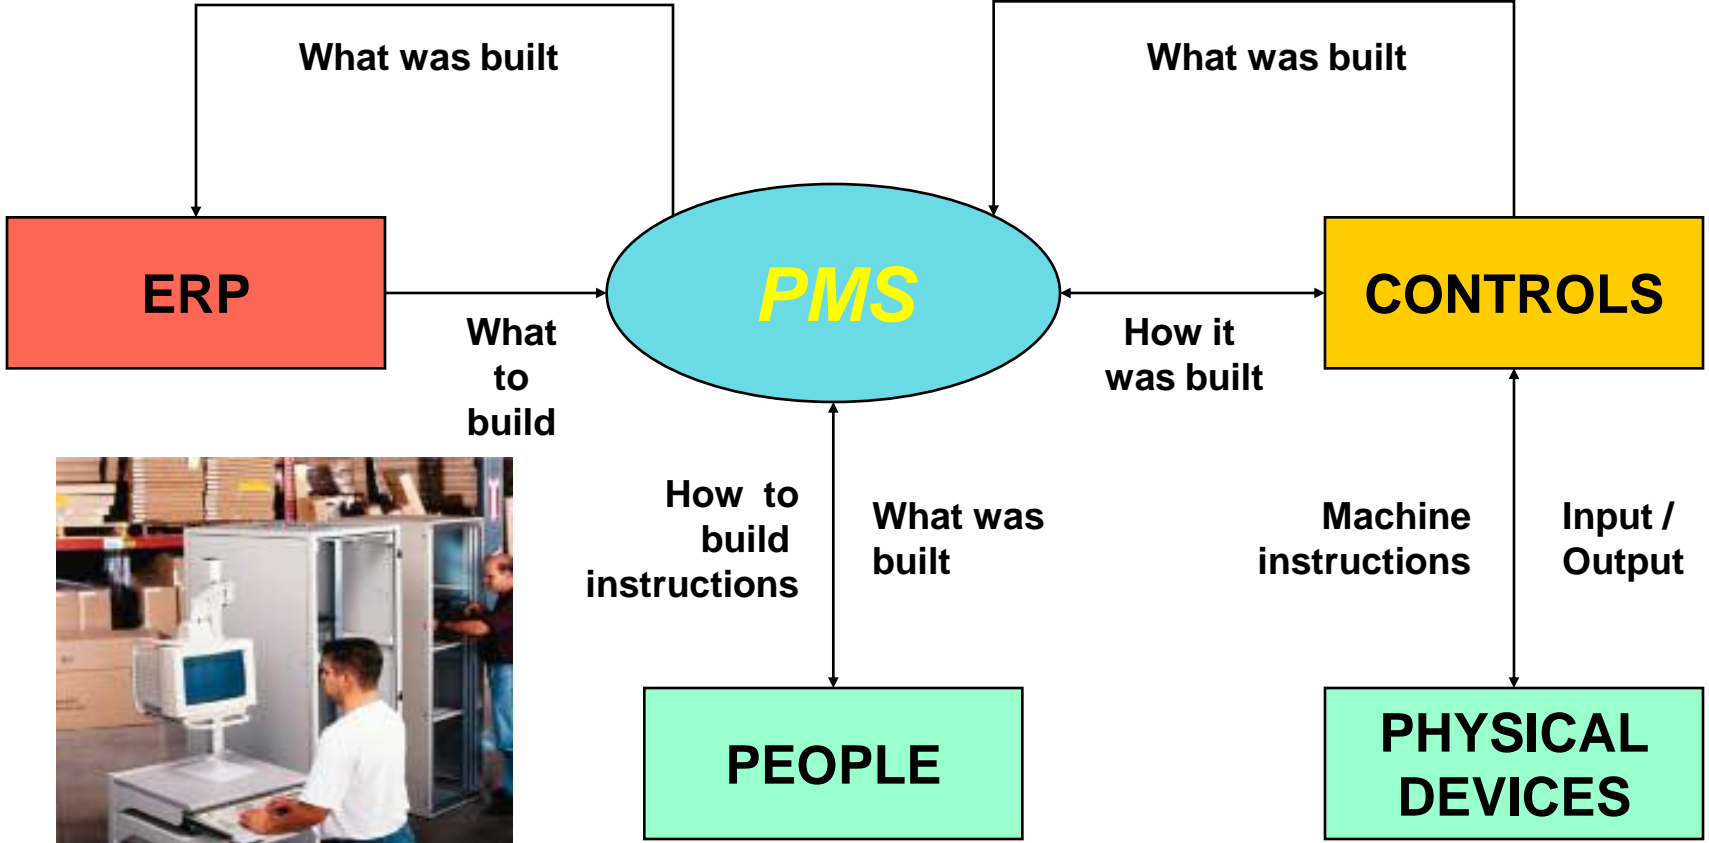 What was built
What was built
ERP
PMS
CONTROLS
What
to
build
How it
was built
How to
build
instructions
What was
built
Machine
instructions
Input /
Output
PEOPLE
PHYSICAL
DEVICES